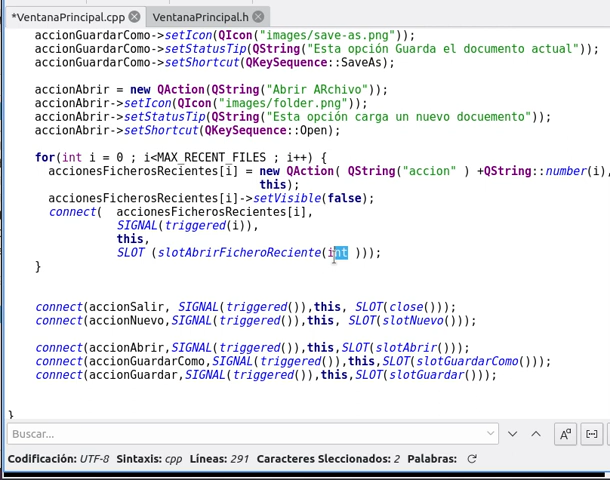 *VentanaPrincipal.cpp VentanaPrincipal.h
accionGuardarComo->setIcon(QIcon("images/save-as.png"));
accionGuardarComo->setStatusTip(QString("Esta opción Guarda el documento actual"));
accionGuardarComo->setShortcut(QKeySequence::SaveAs);
accionAbrir = new QAction(QString("Abrir ARchivo");
accionAbrir->setIcon(QIcon("images/folder.png"));
accionAbrir->setStatusTip(QString("Esta opción carga un nuevo docuemento"));
accionAbrir->setShortcut(QKeySequence::Open);
for(int i = 0 ; i<MAX_RECENT_FILES ; i++) {
accionesFicherosRecientes[i] = new QAction( QString("accion" ) +QString::number(i),
this);
accionesFicherosRecientes[i]->setVisible(false);
connect( accionesFicherosRecientes[i],
SIGNAL(triggered(i)),
this,
SLOT (slotAbrirFicheroReciente(int )));
}
connect(accionSalir, SIGNAL(triggered()),this, SLOT(close()));
connect(accionNuevo,SIGNAL(triggered()),this, SLOT(slotNuevo()));
connect(accionAbrir,SIGNAL(triggered()),this,SLOT(slotAbrir()));
connect(accionGuardarComo,SIGNAL(triggered()),this,SLOT(slotGuardarComo()));
connect(accionGuardar,SIGNAL(triggered()),this,SLOT(slotGuardar()));
}
Buscar...
Codificación: UTF-8 Sintaxis: cpp Líneas: 291 Caracteres Sleccionados: 2 Palabras: